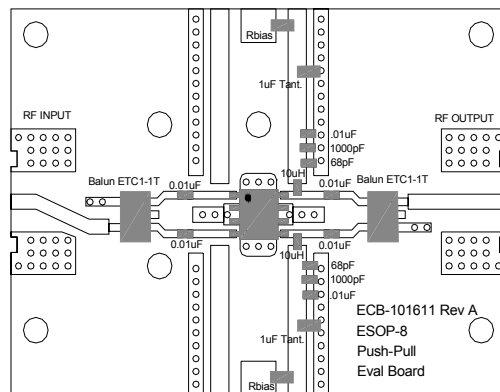 Rbias
1uF Tant.
RF INPUT
RF OUTPUT
.01uF
1000pF
68pF
Balun ETC1-1T
0.01uF
10uH
0.01uF
Balun ETC1-1T
0.01uF
10uH
0.01uF
68pF
1000pF
.01uF
1uF Tant.
Rbias
ECB-101611 Rev A
ESOP-8
Push-Pull
Eval Board